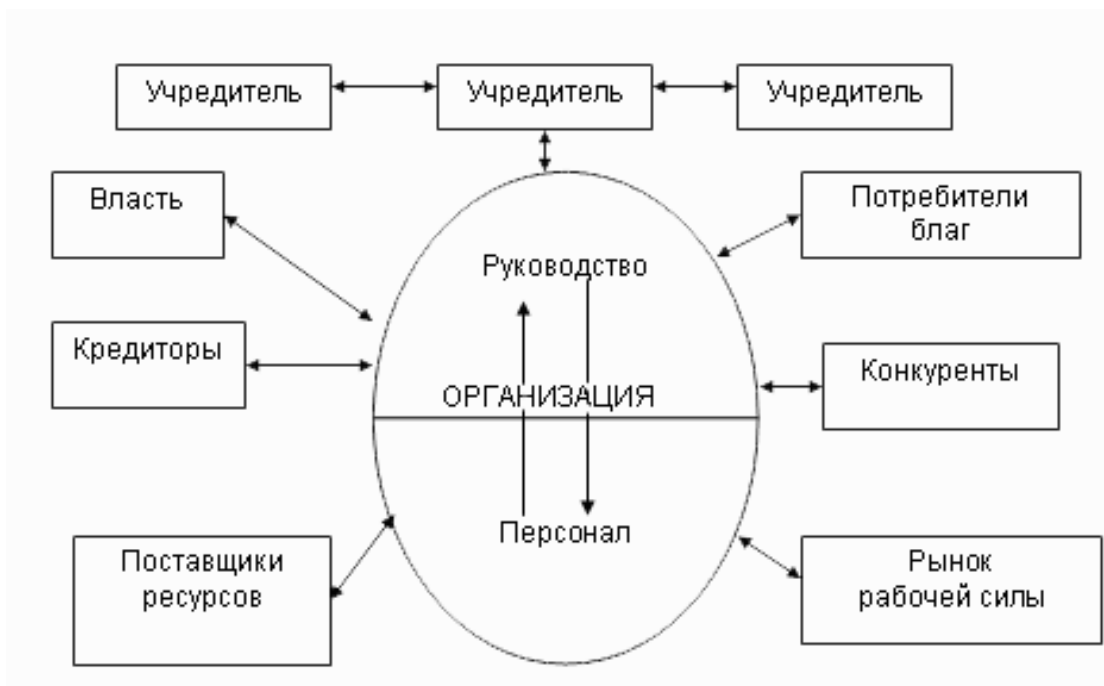 Учредитель
Учредитель
Учредитель
Власть
Потребители
благ
Руководство
Кредиторы
Конкуренты
ОРГАНИЗАЦИЯ
Персонал
Поставщики
ресурсов
Рынок
рабочей силы